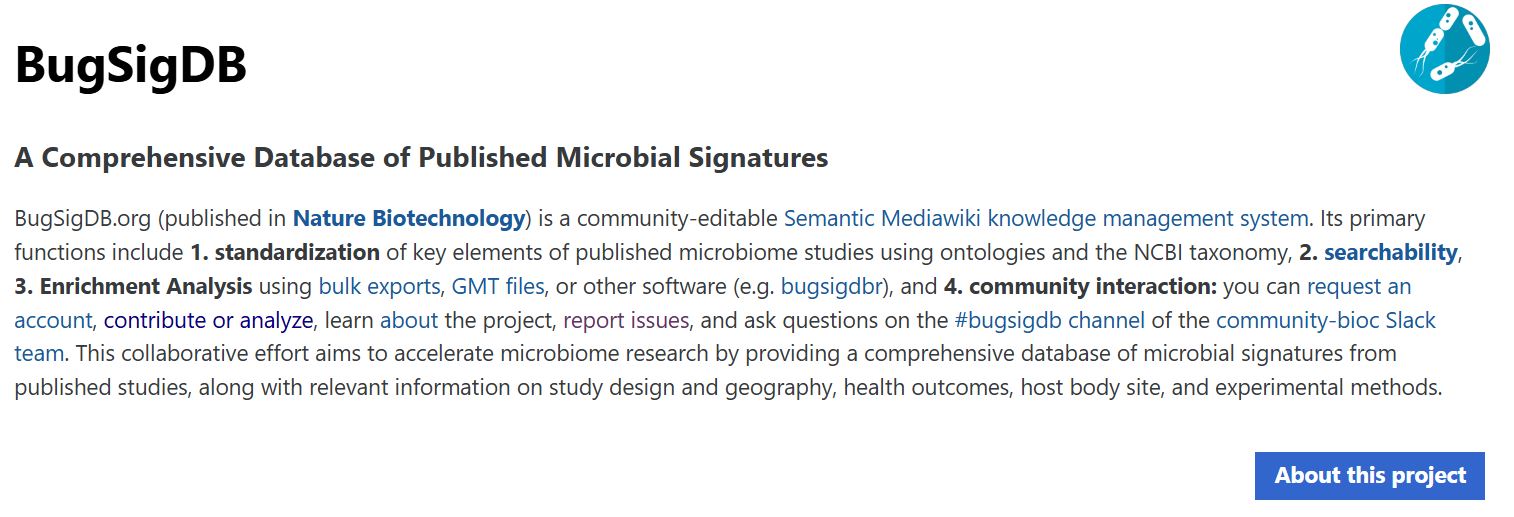 BugSigDB
A Comprehensive Database of Published Microbial Signatures
BugSigDB.org (published in Nature Biotechnology) is a community-editable Semantic Mediawiki knowledge management system. Its primary
functions include 1. standardization of key elements of published microbiome studies using ontologies and the NCBI taxonomy, 2. searchability,
3. Enrichment Analysis using bulk exports, GMT files, or other software (e.g. bugsigdbr), and 4. community interaction: you can request an
account, contribute or analyze, learn about the project, report issues, and ask questions on the #bugsigdb channel of the community-bioc Slack
team. This collaborative effort aims to accelerate microbiome research by providing a comprehensive database of microbial signatures from
published studies, along with relevant information on study design and geography, health outcomes, host body site, and experimental methods.
About this project